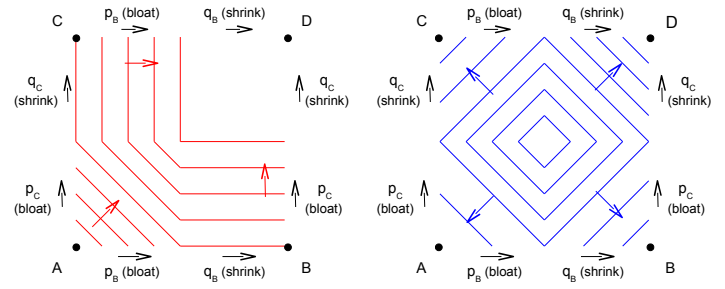 C p_B (bloat) q_B (shrink) D
q_C
(shrink)
q_C
(shrink)
p_C
(bloat)
p_C
(bloat)
A p_B (bloat) q_B (shrink) B
C p_B (bloat) q_B (shrink) D
q_C
(shrink)
q_C
(shrink)
p_C
(bloat)
p_C
(bloat)
A p_B (bloat) q_B (shrink) B